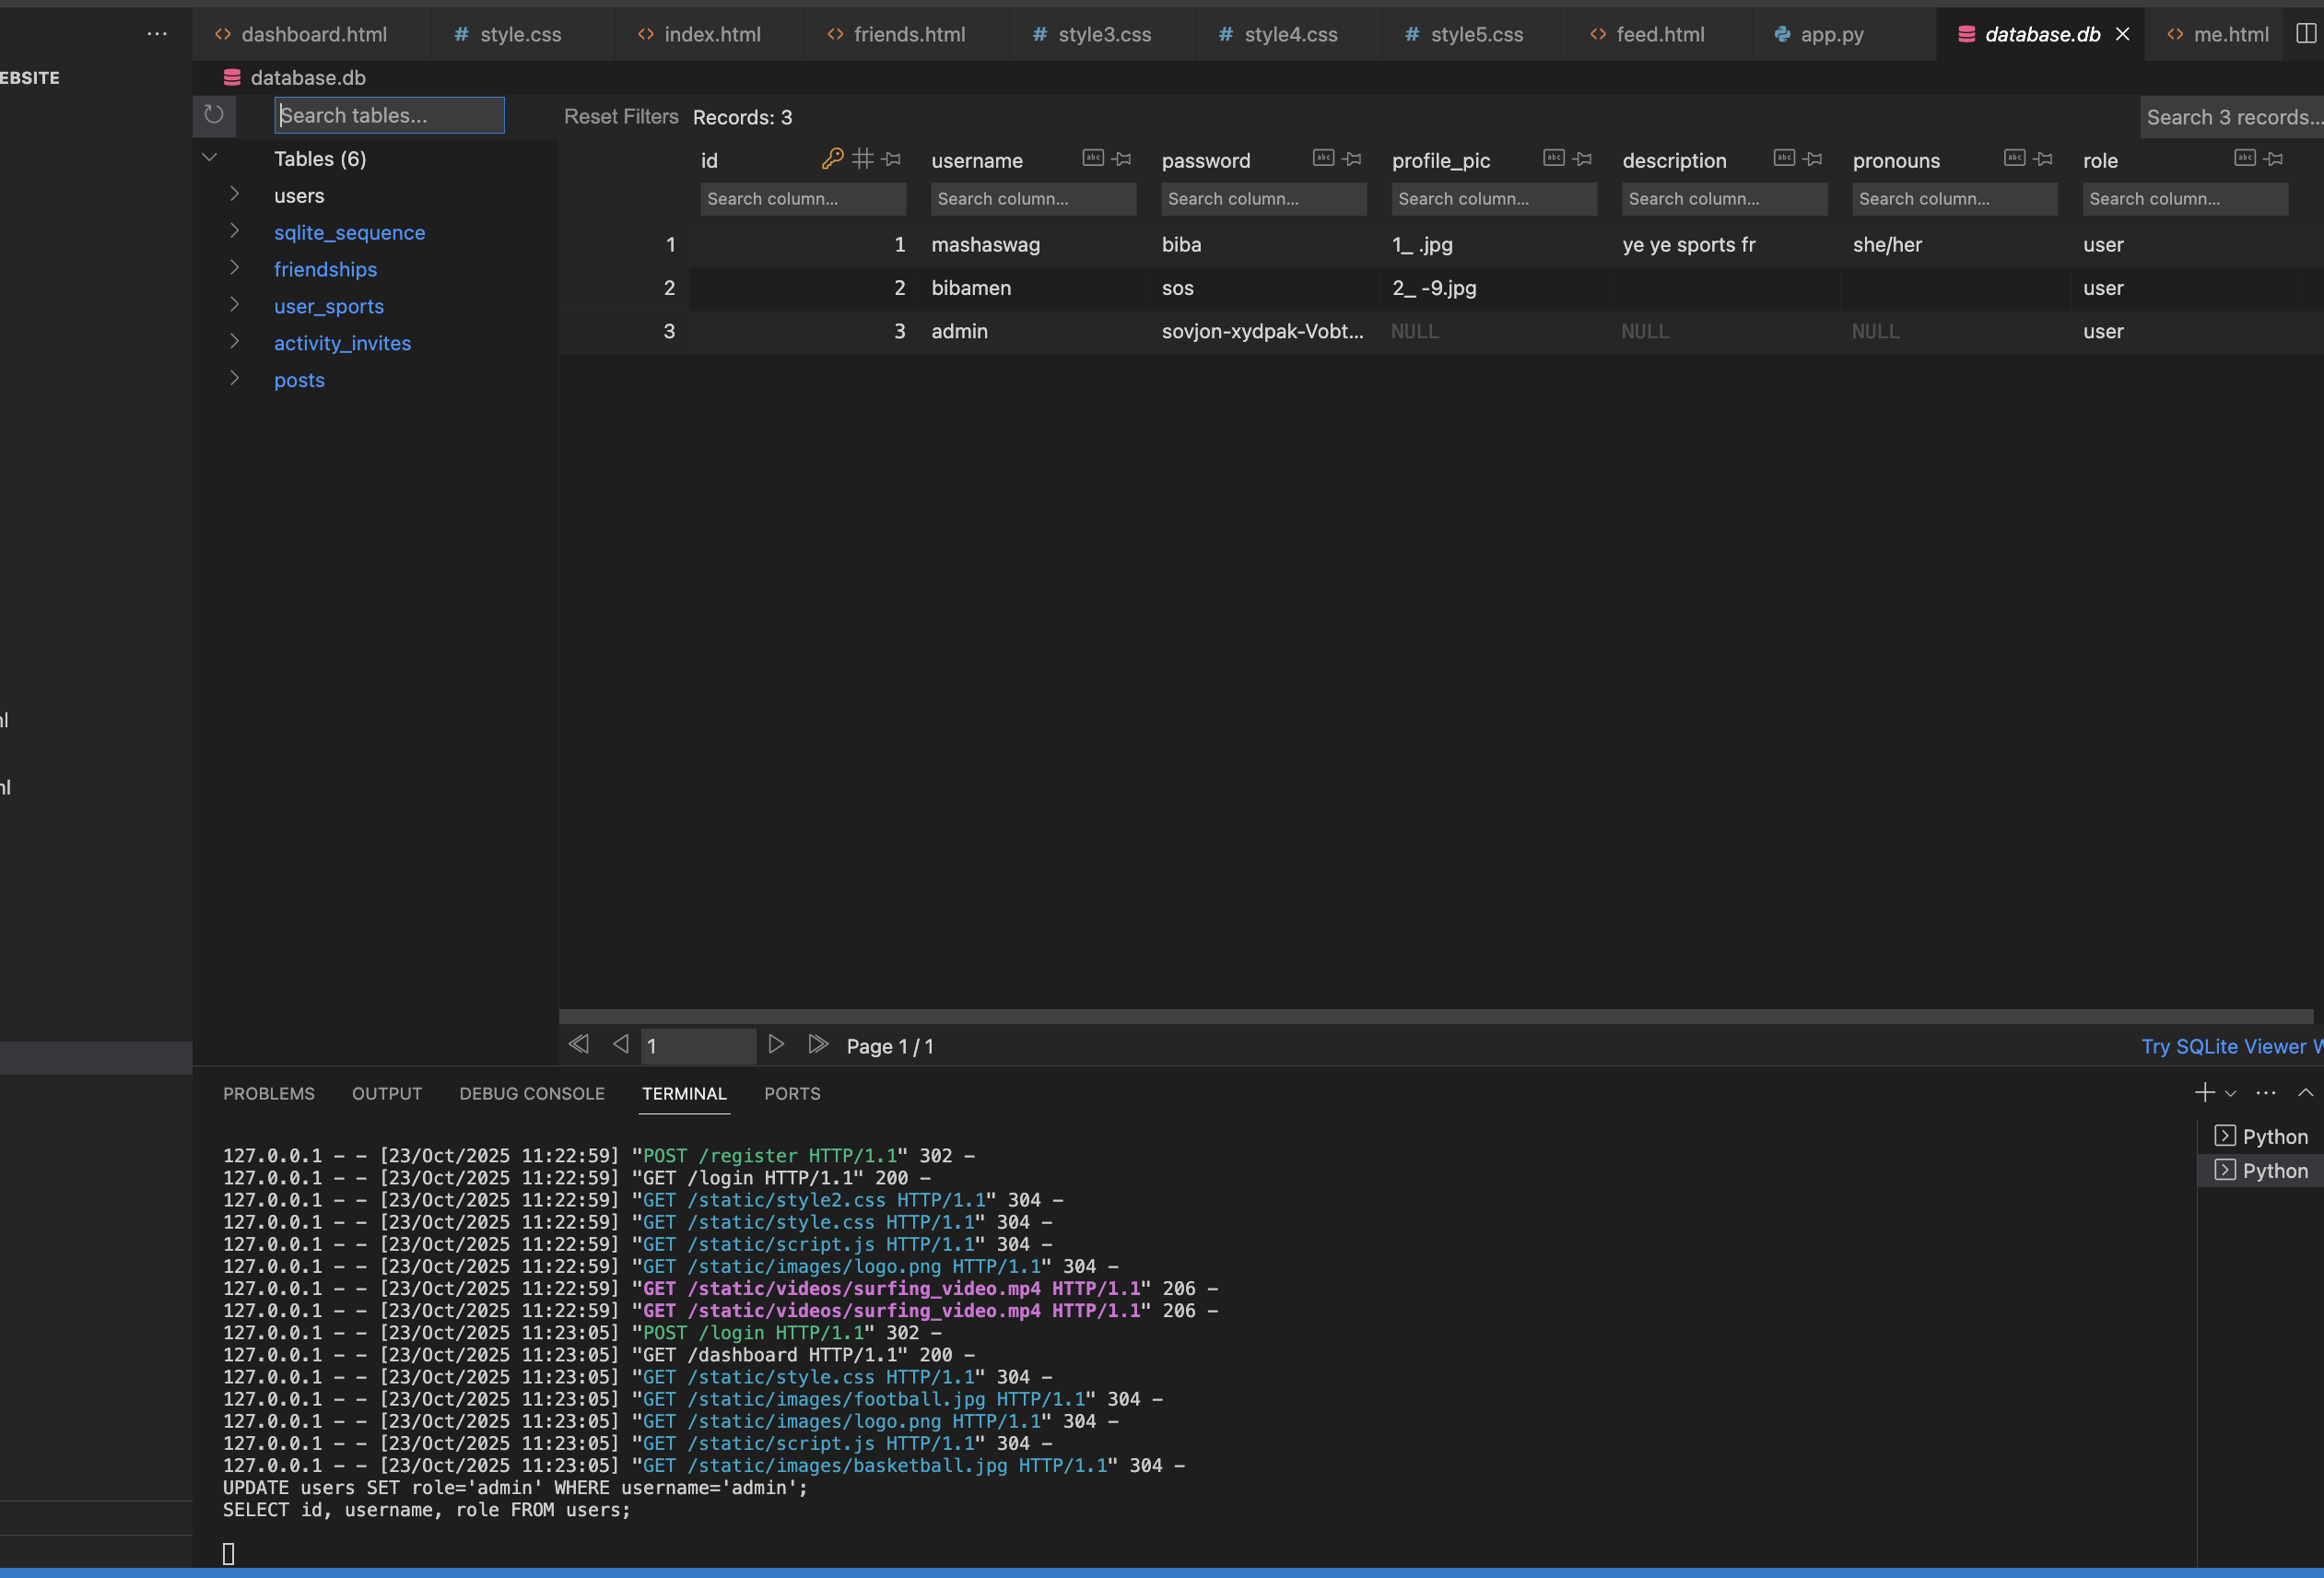 dashboard.html style.css index.html friends.html style3.css style4.css style5.css feed.html app.py database.db me.html
EBSITE
database.db
Search tables... Reset Filters Records: 3 Search 3 records...
Tables (6)
users
sqlite_sequence
friendships
user_sports
activity_invites
posts
id username password profile_pic description pronouns role
Search column... Search column... Search column... Search column... Search column... Search column... Search column...
1 1 mashaswag biba 1_ .jpg ye ye sports fr she/her user
2 2 bibamen sos 2_ -9.jpg user
3 3 admin sovjon-xydpak-Vobt... NULL NULL NULL user
nl
nl
1 Page 1 / 1 Try SQLite Viewer W
PROBLEMS OUTPUT DEBUG CONSOLE TERMINAL PORTS
Python
Python
127.0.0.1 - - [23/Oct/2025 11:22:59] "POST /register HTTP/1.1" 302 -
127.0.0.1 - - [23/Oct/2025 11:22:59] "GET /login HTTP/1.1" 200 -
127.0.0.1 - - [23/Oct/2025 11:22:59] "GET /static/style2.css HTTP/1.1" 304 -
127.0.0.1 - - [23/Oct/2025 11:22:59] "GET /static/style.css HTTP/1.1" 304 -
127.0.0.1 - - [23/Oct/2025 11:22:59] "GET /static/script.js HTTP/1.1" 304 -
127.0.0.1 - - [23/Oct/2025 11:22:59] "GET /static/images/logo.png HTTP/1.1" 304 -
127.0.0.1 - - [23/Oct/2025 11:22:59] "GET /static/videos/surfing_video.mp4 HTTP/1.1" 206 -
127.0.0.1 - - [23/Oct/2025 11:22:59] "GET /static/videos/surfing_video.mp4 HTTP/1.1" 206 -
127.0.0.1 - - [23/Oct/2025 11:23:05] "POST /login HTTP/1.1" 302 -
127.0.0.1 - - [23/Oct/2025 11:23:05] "GET /dashboard HTTP/1.1" 200 -
127.0.0.1 - - [23/Oct/2025 11:23:05] "GET /static/style.css HTTP/1.1" 304 -
127.0.0.1 - - [23/Oct/2025 11:23:05] "GET /static/images/football.jpg HTTP/1.1" 304 -
127.0.0.1 - - [23/Oct/2025 11:23:05] "GET /static/images/logo.png HTTP/1.1" 304 -
127.0.0.1 - - [23/Oct/2025 11:23:05] "GET /static/script.js HTTP/1.1" 304 -
127.0.0.1 - - [23/Oct/2025 11:23:05] "GET /static/images/basketball.jpg HTTP/1.1" 304 -
UPDATE users SET role='admin' WHERE username='admin';
SELECT id, username, role FROM users;